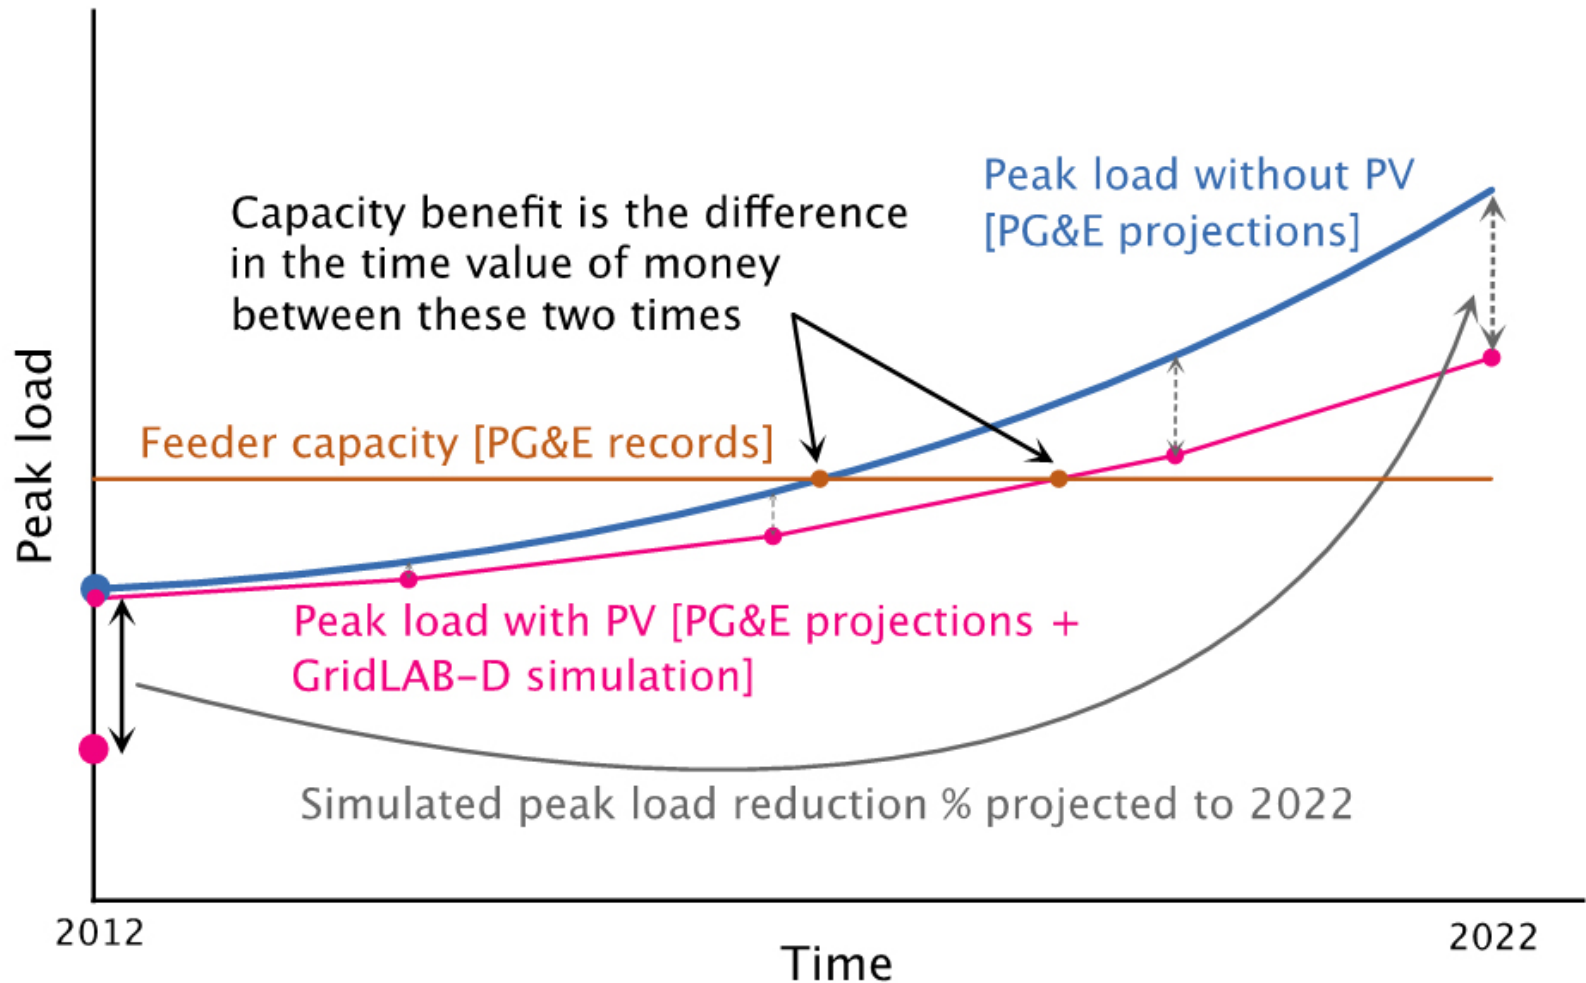 Peak load without PV
[PG&E projections]
Capacity benefit is the difference
in the time value of money
between these two times
Peak load
Feeder capacity [PG&E records]
Peak load with PV [PG&E projections +
GridLAB-D simulation]
Simulated peak load reduction % projected to 2022
2012
2022
Time